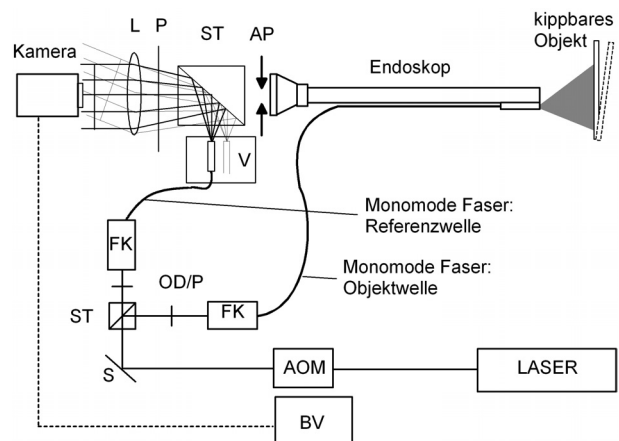 kippbares
Objekt
L P ST AP
Kamera
Endoskop
V
Monomode Faser:
Referenzwelle
FK
Monomode Faser:
Objektwelle
OD/P
FK
ST
S
AOM
LASER
BV